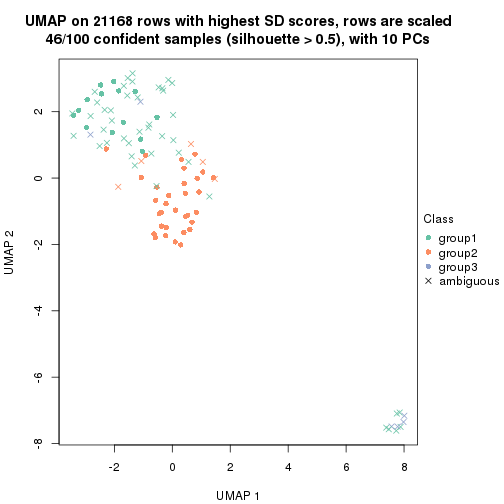 UMAP on 21168 rows with highest SD scores, rows are scaled
46/100 confident samples (silhouette > 0.5), with 10 PCs
UMAP 2
2
0
-2
-4
-6
-8
-2
0
2
4
6
8
UMAP 1
Class
group1
group2
group3
ambiguous